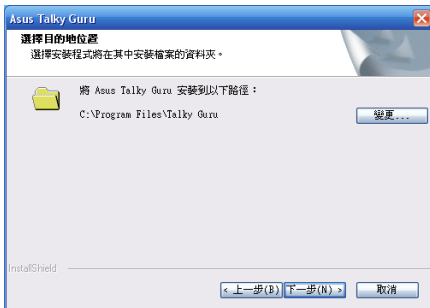 Asus Talky Guru
選擇目的地位置
選擇安裝程式將在其中安裝檔案的資料夾。
將 Asus Talky Guru 安裝到以下路徑：
C:\Program Files\Talky Guru
變更...
InstallShield
< 上一步(B)
下一步(N) >
取消